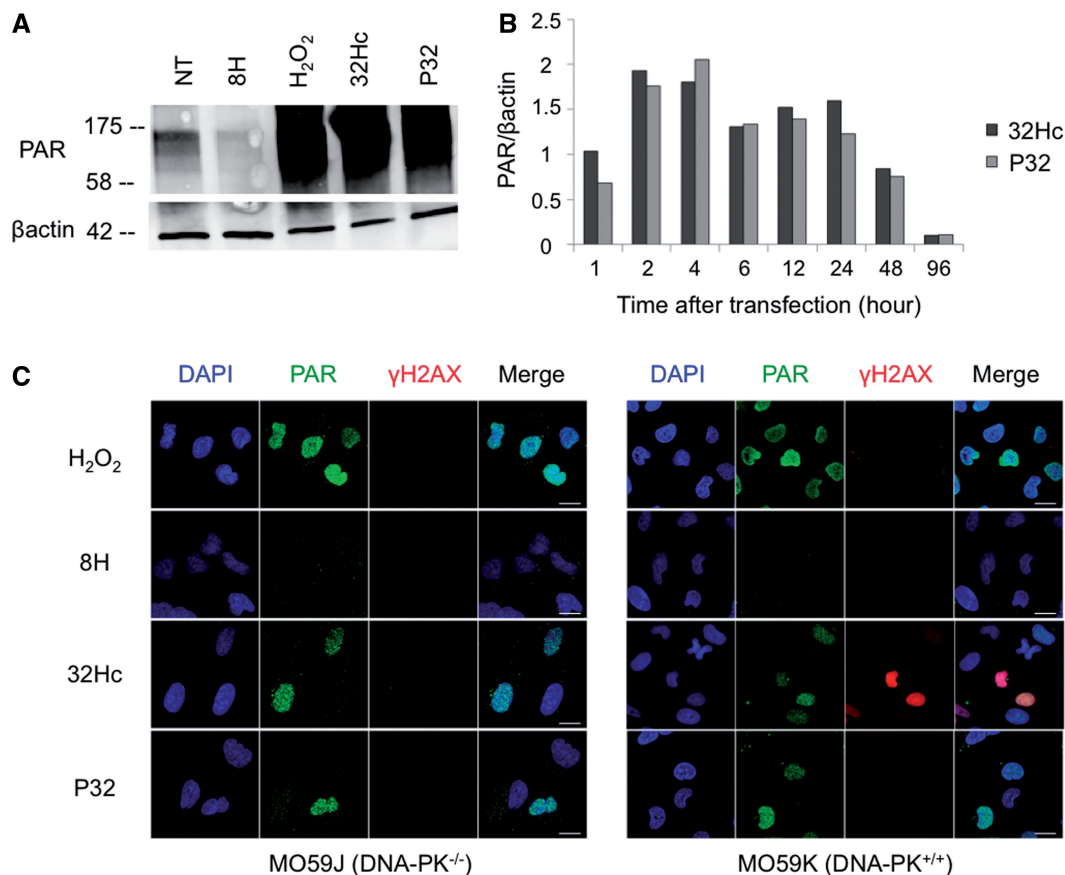 A
NT
8H
H₂O₂
32Hc
P32
PAR
175 --
58 --
βactin 42 --
B
2.5
2
1.5
1
0.5
0
PAR/βactin
1 2 4 6 12 24 48 96
Time after transfection (hour)
32Hc
P32
C
DAPI PAR γH2AX Merge
DAPI PAR γH2AX Merge
H₂O₂
8H
32Hc
P32
MO59J (DNA-PK⁻/⁻)
MO59K (DNA-PK⁺/⁺)